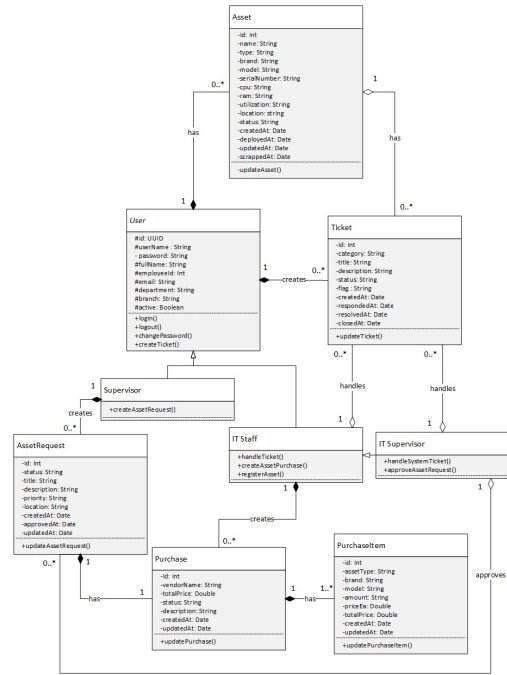 Asset
-id: Int
-name: String
-type: String
-brand: String
-model: String
-serialNumber: String
-cpu: String
-ram: String
-utilization: String
-location: string
-status: String
-createdAt: Date
-deployedAt: Date
-updatedAt: Date
-scrappedAt: Date
-updateAsset()
0..*
1
has
has
1
0..*
User
#id: UUID
#userName : String
- password: String
#fullName: String
#employeeId: Int
#email: String
#department: String
#branch: String
#active: Boolean
+login()
+logout()
+changePassword()
+createTicket()
1
creates
0..*
Ticket
-id: Int
-category: String
-title: String
-description: String
-status: String
-flag : String
-createdAt: Date
-respondedAt: Date
-resolvedAt: Date
-closedAt: Date
+updateTicket()
0..*
0..*
handles
handles
1
1
Supervisor
+createAssetRequest()
1
creates
0..*
IT Staff
+handleTicket()
+createAssetPurchase()
+registerAsset()
1
IT Supervisor
+handleSystemTicket()
+approveAssetRequest()
1
AssetRequest
-id: Int
-status: String
-title: String
-description: String
-priority: String
-location: String
-createdAt: Date
-approvedAt: Date
-updatedAt: Date
+updateAssetRequest()
0..*
1
has
1
creates
0..*
Purchase
-id: Int
-vendorName: String
-totalPrice: Double
-status: String
-description: String
-createdAt: Date
-updatedAt: Date
+updatePurchase()
1
has
1..*
PurchaseItem
-id: Int
-assetType: String
-brand: String
-model: String
-amount: String
-priceEa: Double
-totalPrice: Double
-createdAt: Date
-updatedAt: Date
+updatePurchaseItem()
approves